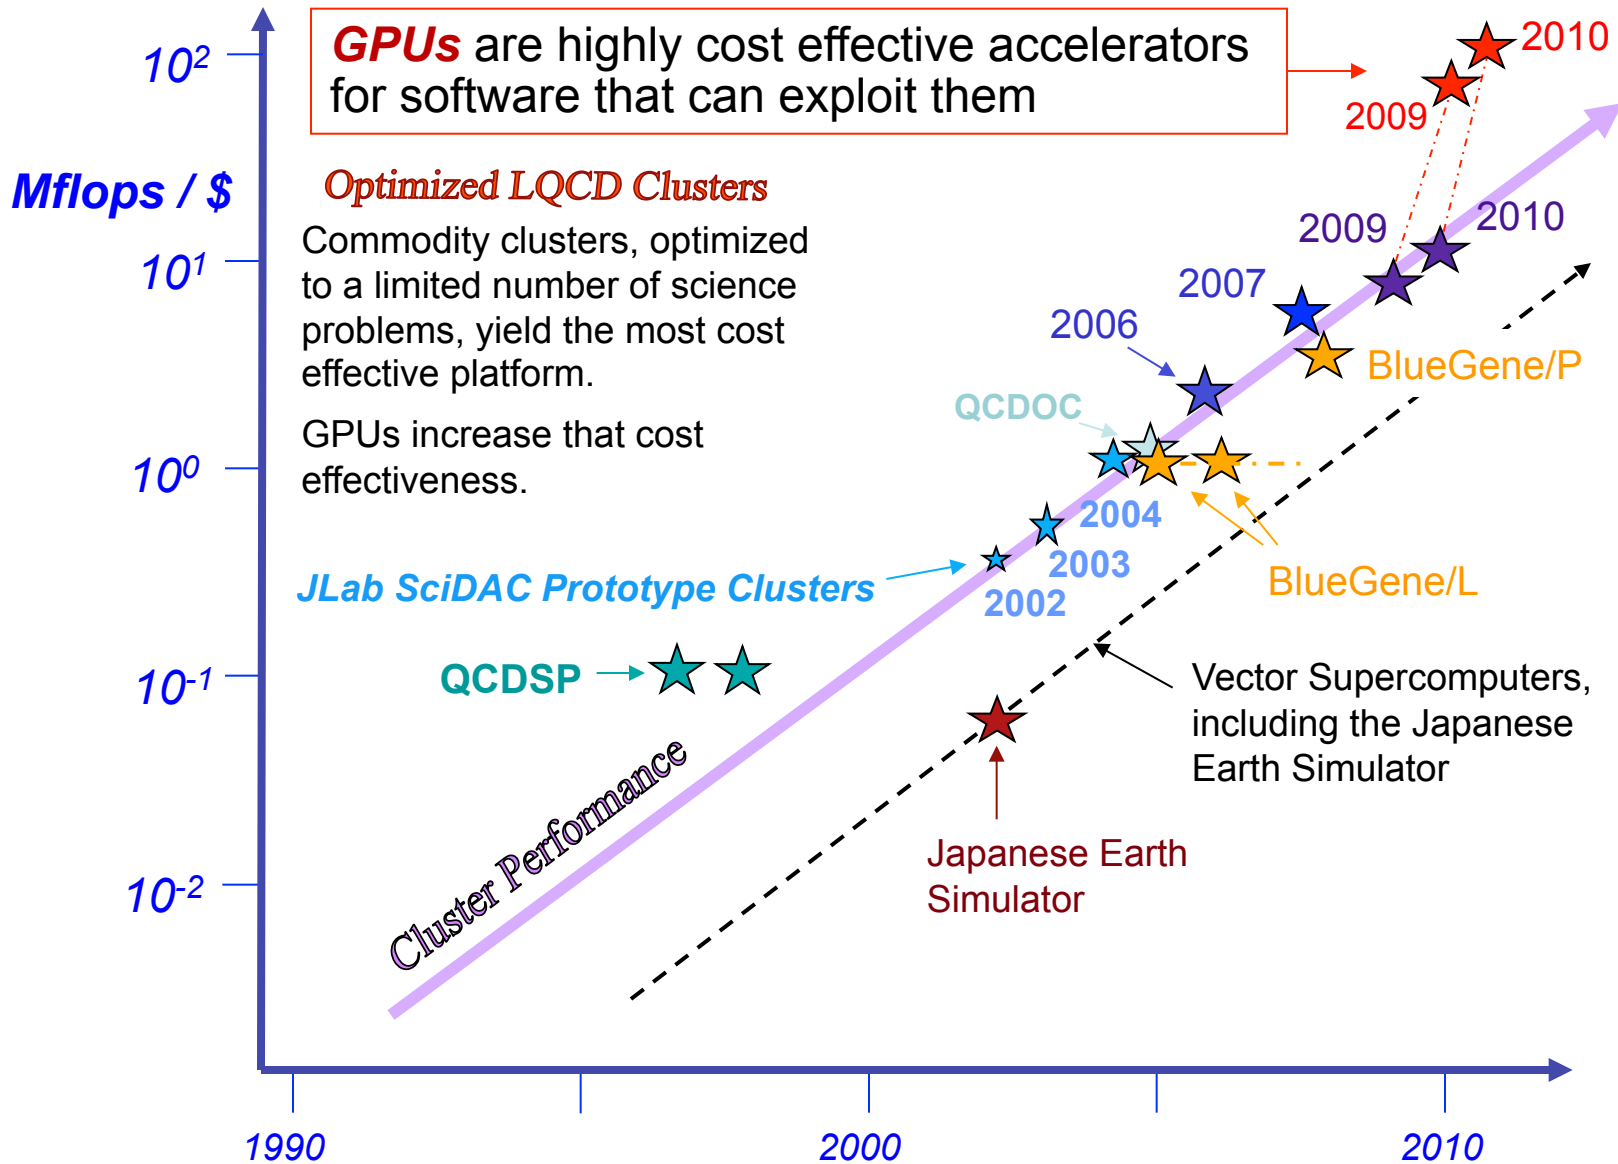 GPUs are highly cost effective accelerators
for software that can exploit them
2010
2009
10²
Mflops / $
Optimized LQCD Clusters
Commodity clusters, optimized
to a limited number of science
problems, yield the most cost
effective platform.
GPUs increase that cost
effectiveness.
2009
2010
10¹
2007
2006
BlueGene/P
QCDOC
10⁰
2004
2003
2002
JLab SciDAC Prototype Clusters
BlueGene/L
QCDSP
10⁻¹
Vector Supercomputers,
including the Japanese
Earth Simulator
Cluster Performance
Japanese Earth
Simulator
10⁻²
1990
2000
2010